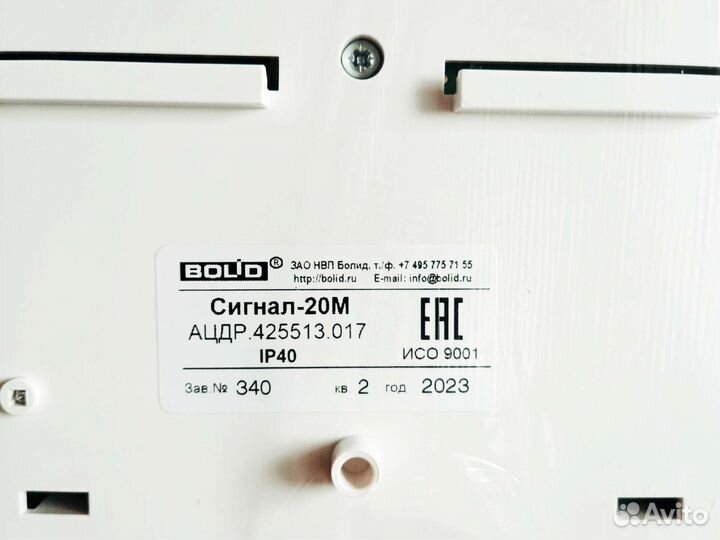 BOLID® ЗАО НВП Болид, т./ф. +7 495 775 71 55
http://bolid.ru E-mail: info@bolid.ru
Сигнал-20М
АЦДР.425513.017
EAC
IP40
ИСО 9001
Зав.№ 340 кв 2 год 2023
Avito